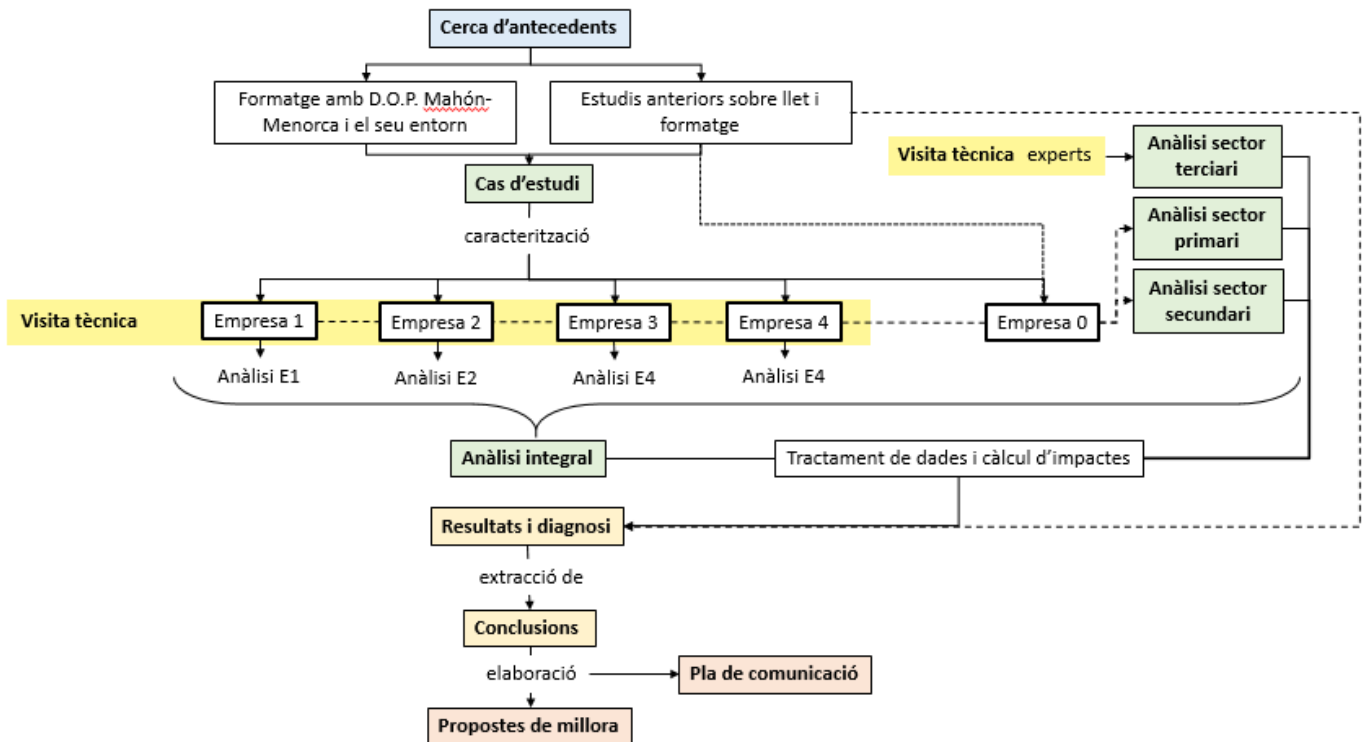 Cerca d'antecedents
Formatge amb D.O.P. Mahón-
Menorca i el seu entorn
Estudis anteriors sobre llet i
formatge
Visita tècnica experts
Anàlisi sector
terciari
Cas d'estudi
Anàlisi sector
primari
caracterització
Anàlisi sector
secundari
Visita tècnica
Empresa 1
Empresa 2
Empresa 3
Empresa 4
Empresa 0
Anàlisi E1
Anàlisi E2
Anàlisi E4
Anàlisi E4
Anàlisi integral
Tractament de dades i càlcul d'impactes
Resultats i diagnosi
extracció de
Conclusions
elaboració
Pla de comunicació
Propostes de millora